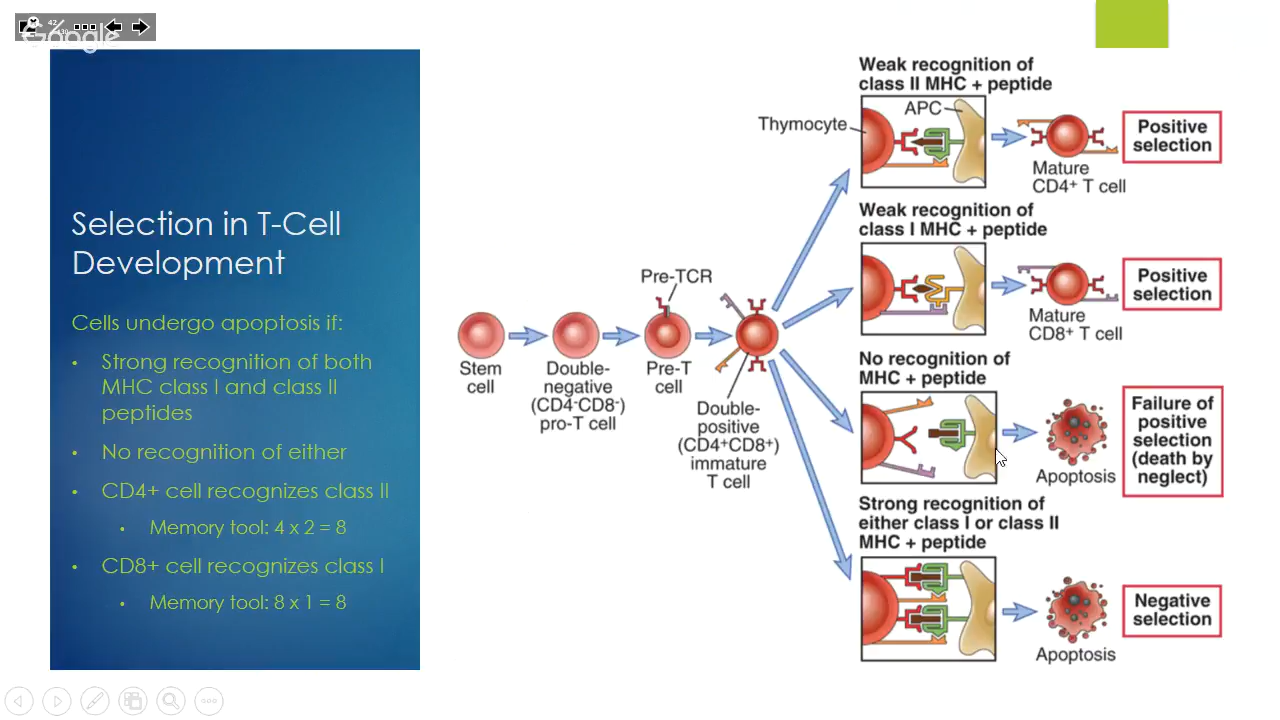 42
Google
Selection in T-Cell
Development
Cells undergo apoptosis if:
• Strong recognition of both
MHC class I and class II
peptides
• No recognition of either
• CD4+ cell recognizes class II
• Memory tool: 4 x 2 = 8
• CD8+ cell recognizes class I
• Memory tool: 8 x 1 = 8
Stem
cell
Double-
negative
(CD4⁻CD8⁻)
pro-T cell
Pre-TCR
Pre-T
cell
Double-
positive
(CD4⁺CD8⁺)
immature
T cell
Weak recognition of
class II MHC + peptide
Thymocyte
APC
Mature
CD4⁺ T cell
Positive
selection
Weak recognition of
class I MHC + peptide
Mature
CD8⁺ T cell
Positive
selection
No recognition of
MHC + peptide
Apoptosis
Failure of
positive
selection
(death by
neglect)
Strong recognition of
either class I or class II
MHC + peptide
Apoptosis
Negative
selection